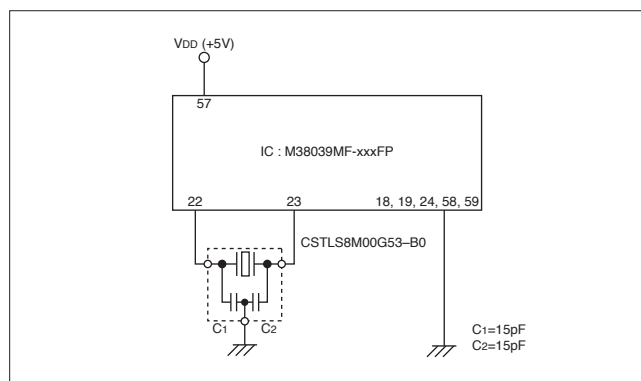 VDD (+5V)
57
IC : M38039MF-xxxFP
22
23
18, 19, 24, 58, 59
CSTLS8M00G53–B0
C1
C2
C1=15pF
C2=15pF